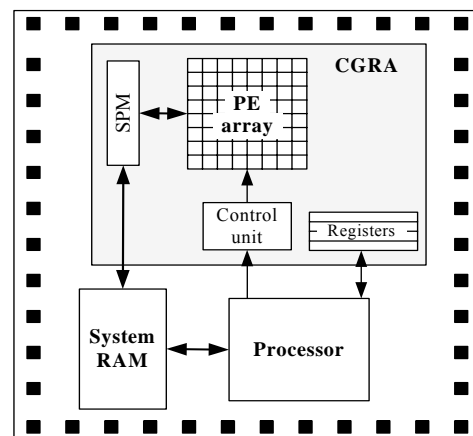 CGRA
SPM
PE
array
Control
unit
Registers
System
RAM
Processor